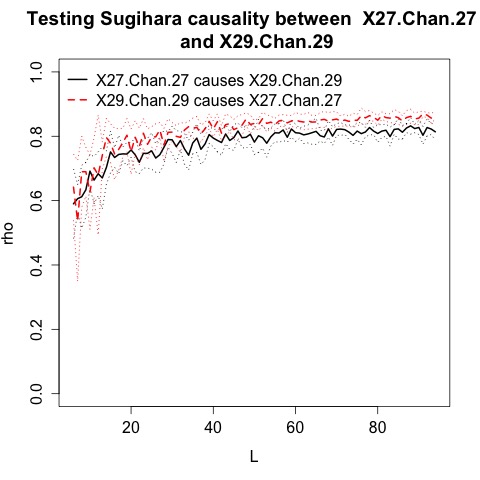 Testing Sugihara causality between X27.Chan.27
and X29.Chan.29
X27.Chan.27 causes X29.Chan.29
X29.Chan.29 causes X27.Chan.27
1.0
0.8
0.6
0.4
0.2
0.0
rho
20 40 60 80
L